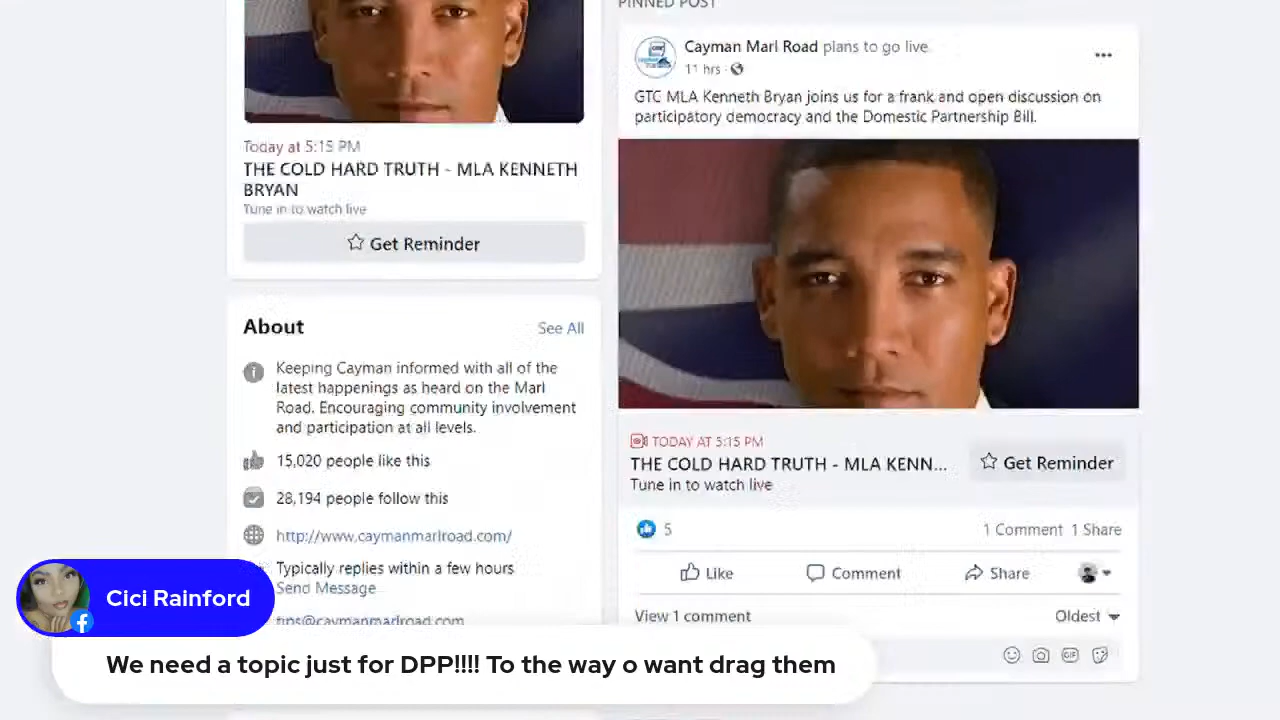 PINNED POST
Cayman Marl Road plans to go live
11 hrs
GTC MLA Kenneth Bryan joins us for a frank and open discussion on
participatory democracy and the Domestic Partnership Bill.
Today at 5:15 PM
THE COLD HARD TRUTH - MLA KENNETH
BRYAN
Tune in to watch live
Get Reminder
About
See All
Keeping Cayman informed with all of the
latest happenings as heard on the Marl
Road. Encouraging community involvement
and participation at all levels.
15,020 people like this
28,194 people follow this
http://www.caymanmarlroad.com/
Typically replies within a few hours
Send Message
tips@caymanmarlroad.com
TODAY AT 5:15 PM
THE COLD HARD TRUTH - MLA KENN...
Tune in to watch live
Get Reminder
5
1 Comment 1 Share
Like
Comment
Share
View 1 comment
Oldest
GIF
Cici Rainford
We need a topic just for DPP!!!! To the way o want drag them